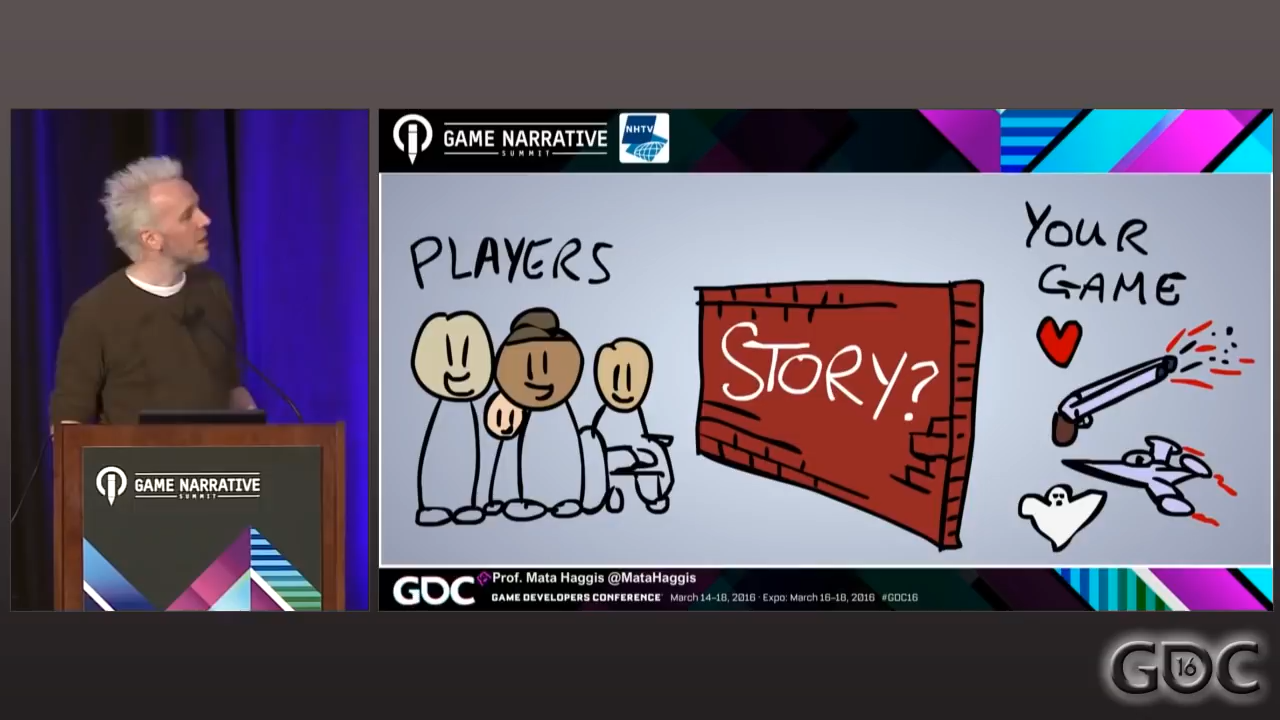 GAME NARRATIVE
SUMMIT
NHTV
PLAYERS
STORY?
YOUR
GAME
GAME NARRATIVE
SUMMIT
GDC
Prof. Mata Haggis @MataHaggis
GAME DEVELOPERS CONFERENCE March 14–18, 2016 · Expo: March 16–18, 2016 #GDC16
GDC
16